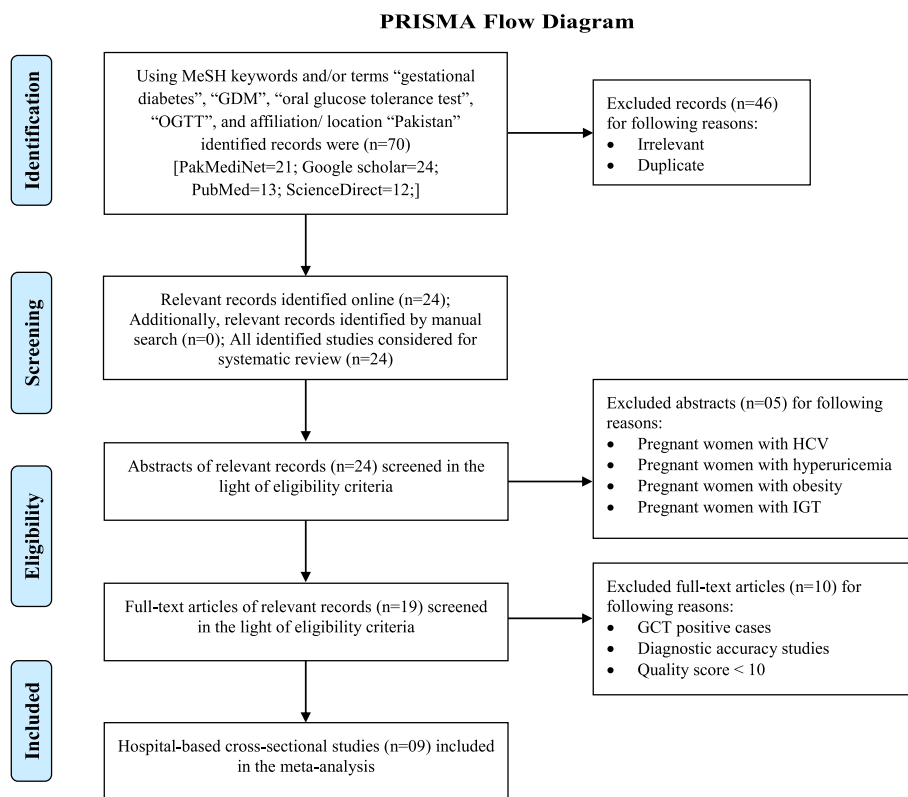 PRISMA Flow Diagram
Identification
Using MeSH keywords and/or terms “gestational
diabetes”, “GDM”, “oral glucose tolerance test”,
“OGTT”, and affiliation/ location “Pakistan”
identified records were (n=70)
[PakMediNet=21; Google scholar=24;
PubMed=13; ScienceDirect=12;]
Excluded records (n=46)
for following reasons:
• Irrelevant
• Duplicate
Screening
Relevant records identified online (n=24);
Additionally, relevant records identified by manual
search (n=0); All identified studies considered for
systematic review (n=24)
Eligibility
Abstracts of relevant records (n=24) screened in the
light of eligibility criteria
Excluded abstracts (n=05) for following
reasons:
• Pregnant women with HCV
• Pregnant women with hyperuricemia
• Pregnant women with obesity
• Pregnant women with IGT
Full-text articles of relevant records (n=19) screened
in the light of eligibility criteria
Excluded full-text articles (n=10) for
following reasons:
• GCT positive cases
• Diagnostic accuracy studies
• Quality score < 10
Included
Hospital-based cross-sectional studies (n=09) included
in the meta-analysis